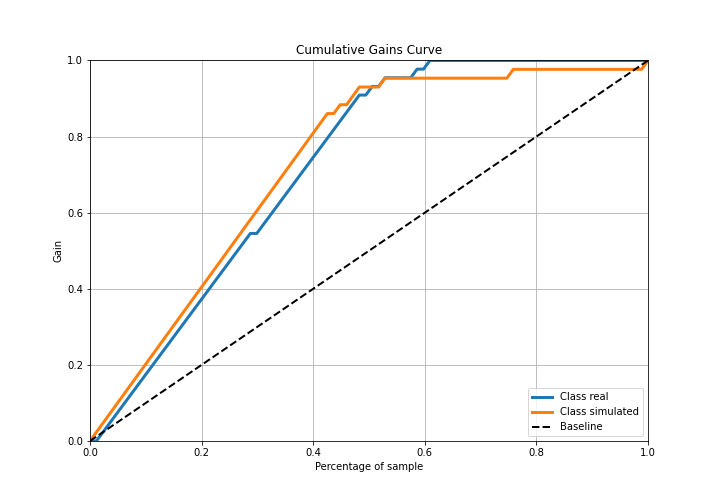 Cumulative Gains Curve
1.0
0.8
0.6
0.4
0.2
0.0
Gain
0.0 0.2 0.4 0.6 0.8 1.0
Percentage of sample
Class real
Class simulated
Baseline